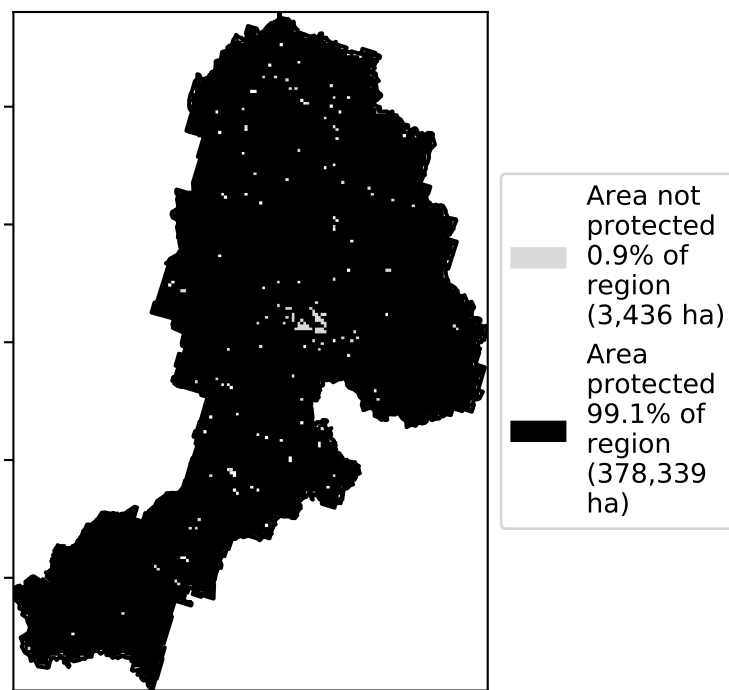 Area not
protected
0.9% of
region
(3,436 ha)
Area
protected
99.1% of
region
(378,339
ha)